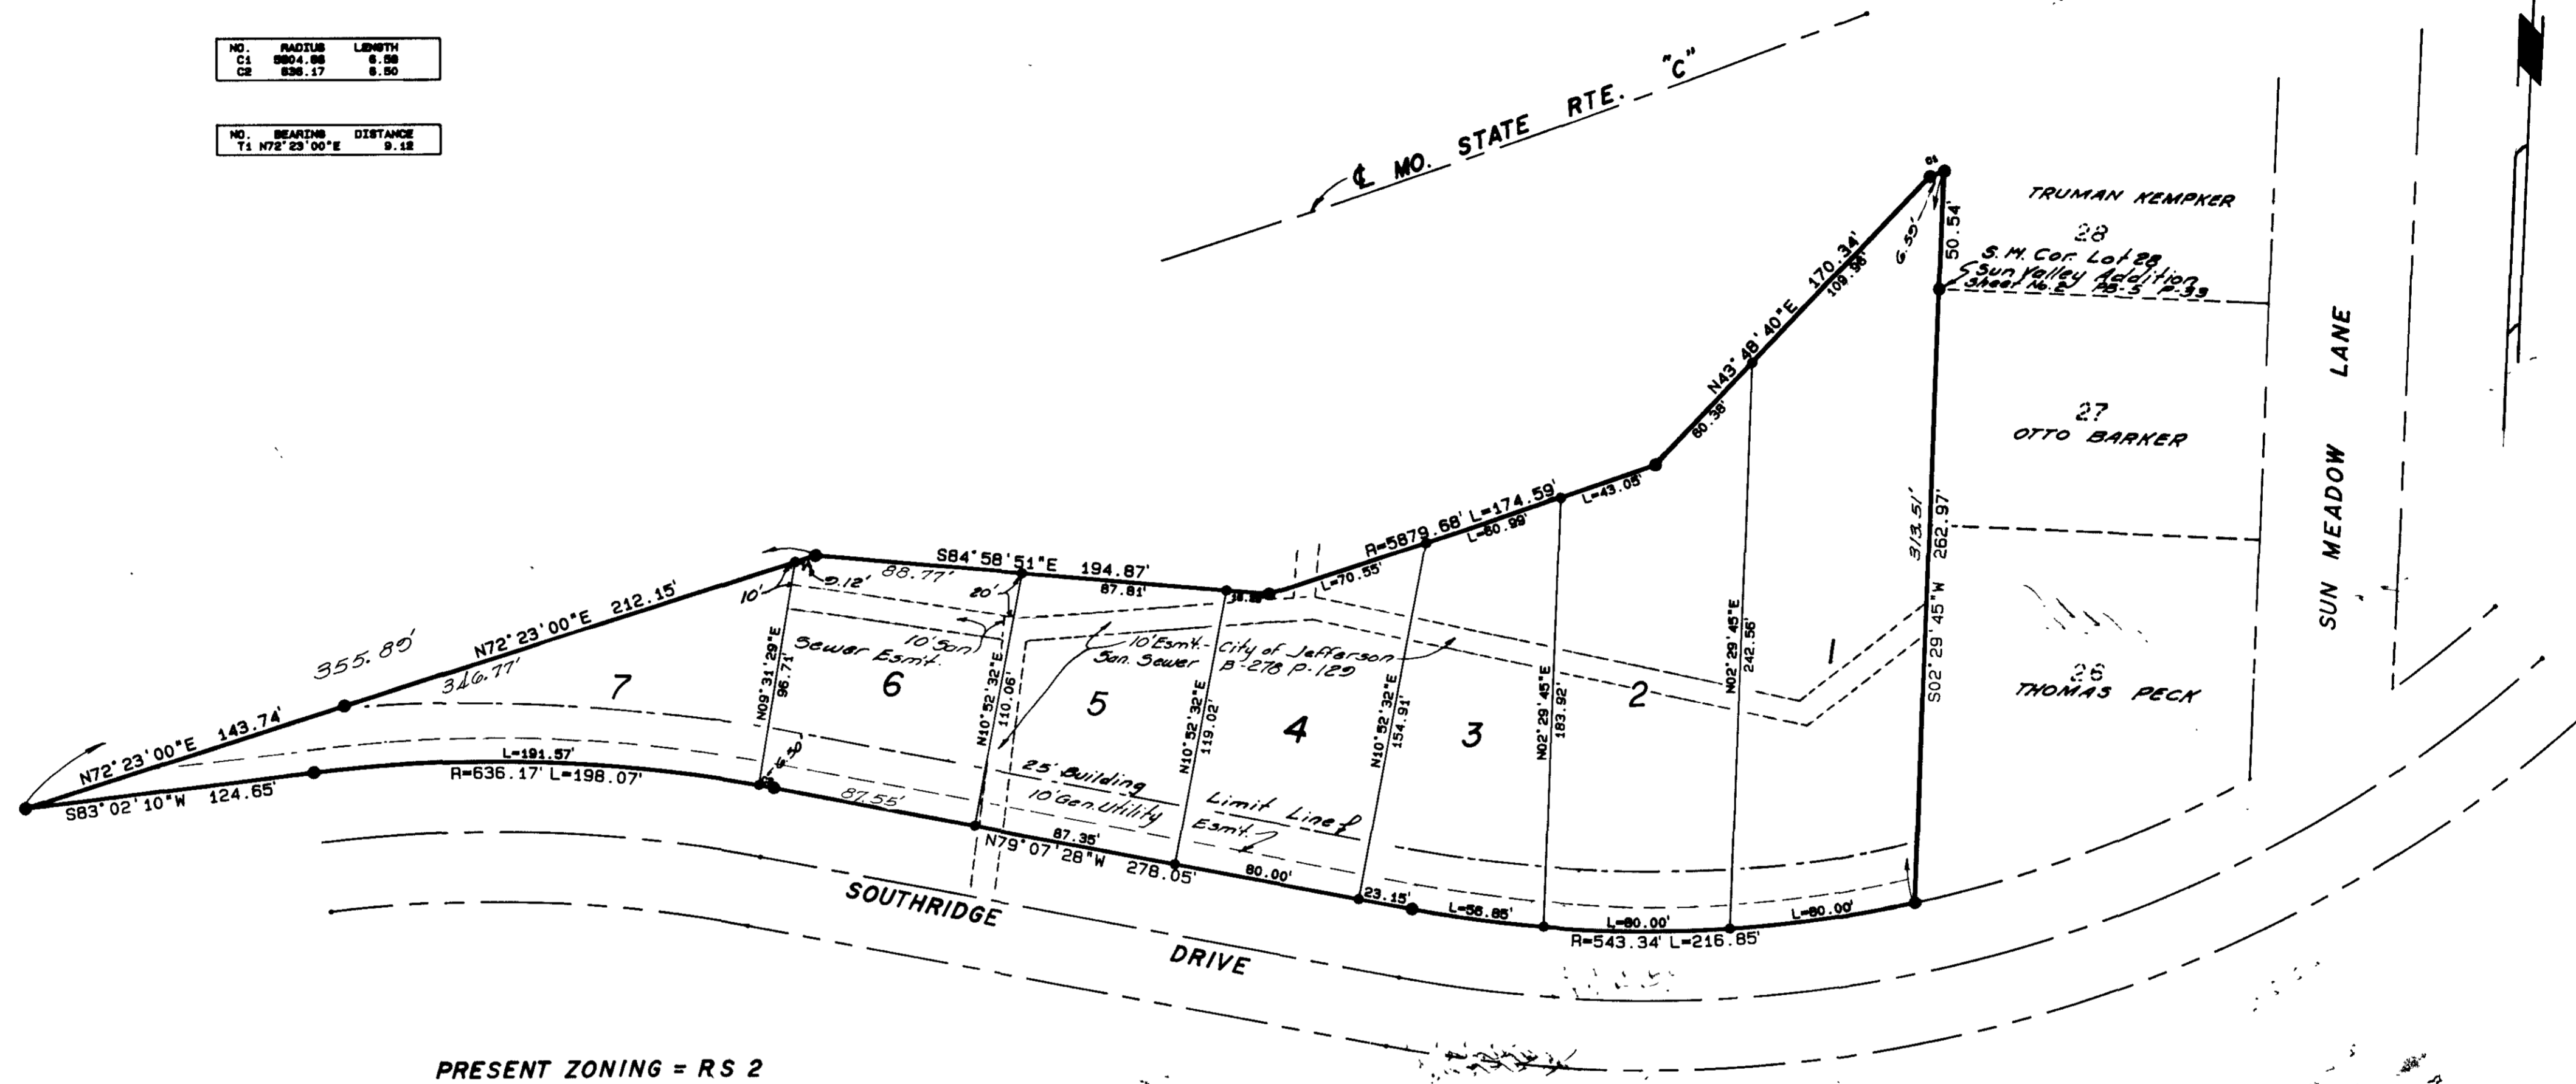 NO. RADIUS LENGTH
C1 6.59
C2 636.17 6.50
NO. BEARING DISTANCE
T1 N72°23'00"E 9.12
℄ MO. STATE RTE. "C"
TRUMAN KEMPKER
28
S.W. Cor. Lot 28
Sun Valley Addition
Sheet No. 2 PB-5 P-33
27
OTTO BARKER
26
THOMAS PECK
SUN MEADOW LANE
C1
6.59'
50.54'
313.51'
S02°29'45"W 262.97'
N43°48'40"E 170.34'
109.96'
60.38'
R=5879.68' L=174.59'
L=43.05'
L=60.99'
L=70.55'
S84°58'51"E 194.87'
88.77'
87.81'
9.12'
10'
20'
N72°23'00"E 212.15'
355.89'
346.77'
N72°23'00"E 143.74'
S83°02'10"W 124.65'
L=191.57'
R=636.17' L=198.07'
7
N09°31'29"E
96.71'
6
10' San.
Sewer Esm't.
N10°52'32"E
110.06'
5
10' Esmt.- City of Jefferson
San. Sewer B-278 P-129
N10°52'32"E
119.02'
4
N10°52'32"E
154.91'
3
N02°29'45"E
183.92'
2
N02°29'45"E
242.56'
1
25' Building Limit Line
10' Gen. Utility Esmt.
C2
87.55'
87.35'
N79°07'28"W 278.05'
80.00'
23.15'
L=56.85'
L=80.00'
L=80.00'
R=543.34' L=216.85'
SOUTHRIDGE DRIVE
PRESENT ZONING = RS 2